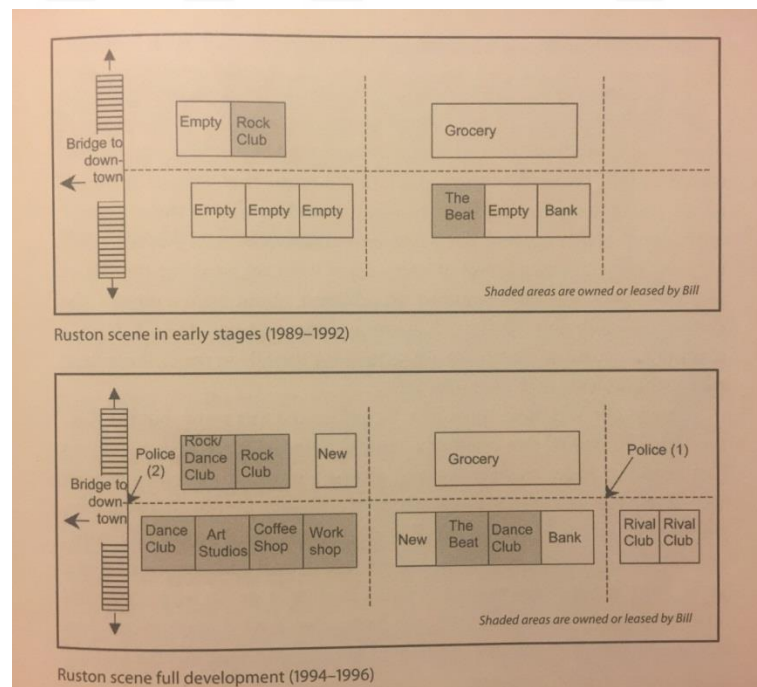 Empty
Rock
Club
Grocery
Bridge to
down-
town
Empty
Empty
Empty
The
Beat
Empty
Bank
Shaded areas are owned or leased by Bill
Ruston scene in early stages (1989–1992)
Police
(2)
Rock/
Dance
Club
Rock
Club
New
Grocery
Police (1)
Bridge to
down-
town
Dance
Club
Art
Studios
Coffee
Shop
Work
shop
New
The
Beat
Dance
Club
Bank
Rival
Club
Rival
Club
Shaded areas are owned or leased by Bill
Ruston scene full development (1994–1996)